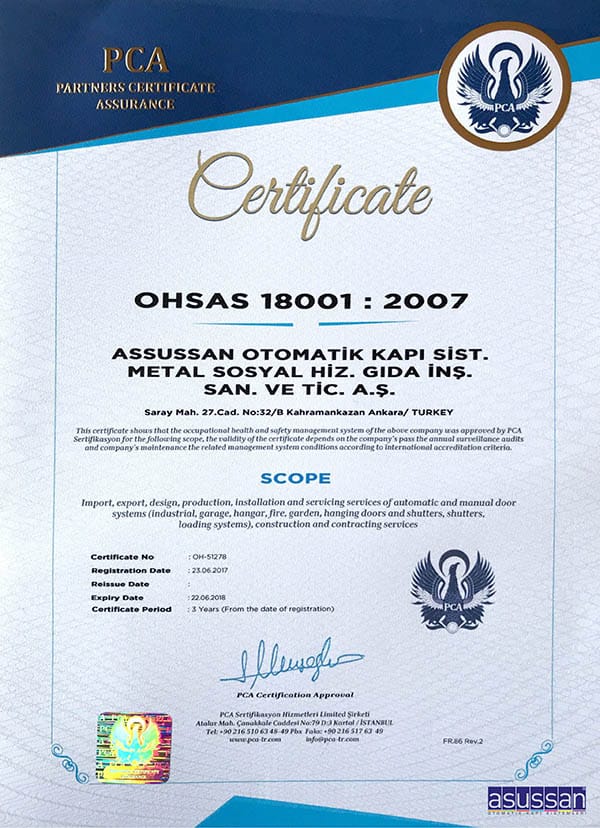 PCA
PARTNERS CERTIFICATE
ASSURANCE
PCA
Certificate
OHSAS 18001 : 2007
ASSUSSAN OTOMATİK KAPI SİST.
METAL SOSYAL HİZ. GIDA İNŞ.
SAN. VE TİC. A.Ş.
Saray Mah. 27.Cad. No:32/B Kahramankazan Ankara/ TURKEY
This certificate shows that the occupational health and safety management system of the above company was approved by PCA
Sertifikasyon for the following scope, the validity of the certificate depends on the company's pass the annual surveillance audits
and company's maintenance the related management system conditions according to international accreditation criteria.
SCOPE
Import, export, design, production, installation and servicing services of automatic and manual door
systems (industrial, garage, hangar, fire, garden, hanging doors and shutters, shutters,
loading systems), construction and contracting services
Certificate No : OH-51278
Registration Date : 23.06.2017
Reissue Date :
Expiry Date : 22.06.2018
Certificate Period : 3 Years (From the date of registration)
PCA
PCA Certification Approval
PCA Sertifikasyon Hizmetleri Limited Şirketi
Atalar Mah. Çanakkale Caddesi No:79 D:3 Kartal / İSTANBUL
Tel: +90 216 510 63 48-49 Pbx Faks: +90 216 517 63 49
www.pca-tr.com info@pca-tr.com
FR.86 Rev.2
asussan
OTOMATİK KAPI SİSTEMLERİ